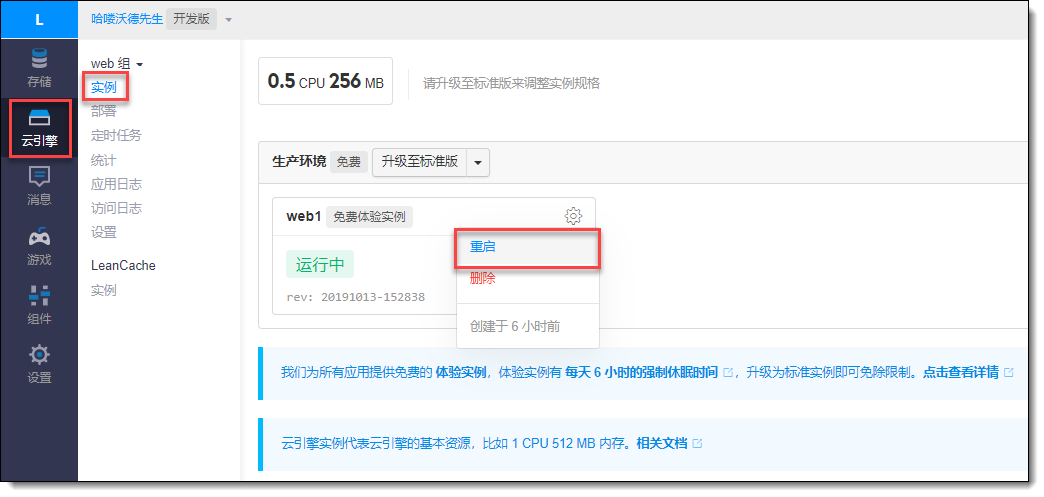 L
哈喽沃德先生 开发版
存储
云引擎
消息
游戏
组件
设置
web 组
实例
部署
定时任务
统计
应用日志
访问日志
设置
LeanCache
实例
0.5 CPU 256 MB
请升级至标准版来调整实例规格
生产环境 免费 升级至标准版
web1 免费体验实例
运行中
rev: 20191013-152838
重启
删除
创建于 6 小时前
我们为所有应用提供免费的 体验实例，体验实例有 每天 6 小时的强制休眠时间 ，升级为标准实例即可免除限制。点击查看详情
云引擎实例代表云引擎的基本资源，比如 1 CPU 512 MB 内存。相关文档